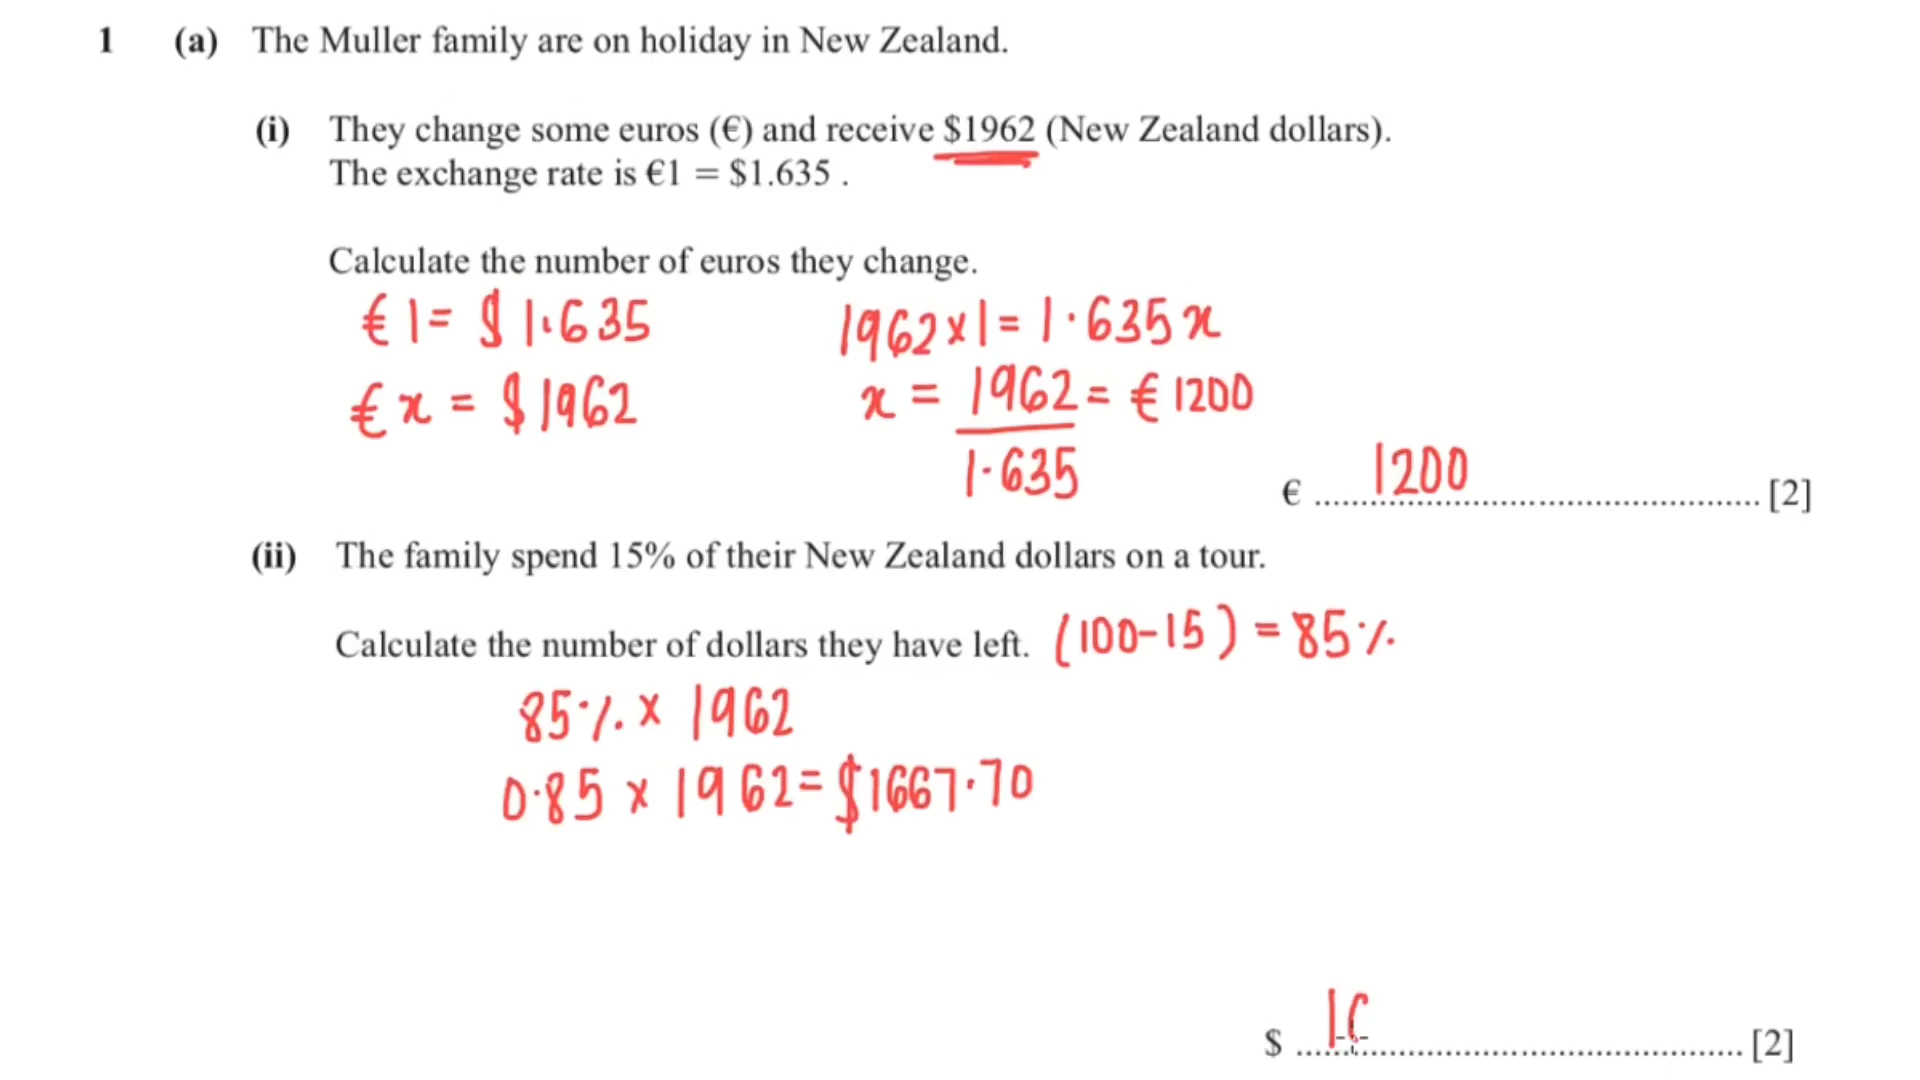 1 (a) The Muller family are on holiday in New Zealand.
(i) They change some euros (€) and receive $1962 (New Zealand dollars).
The exchange rate is €1 = $1.635 .
Calculate the number of euros they change.
€1 = $1.635
€x = $1962
1962 × 1 = 1.635x
x = 1962 = €1200
1.635
€ 1200 [2]
(ii) The family spend 15% of their New Zealand dollars on a tour.
Calculate the number of dollars they have left. (100-15) = 85%
85% × 1962
0.85 × 1962 = $1667.70
$ 1 [2]